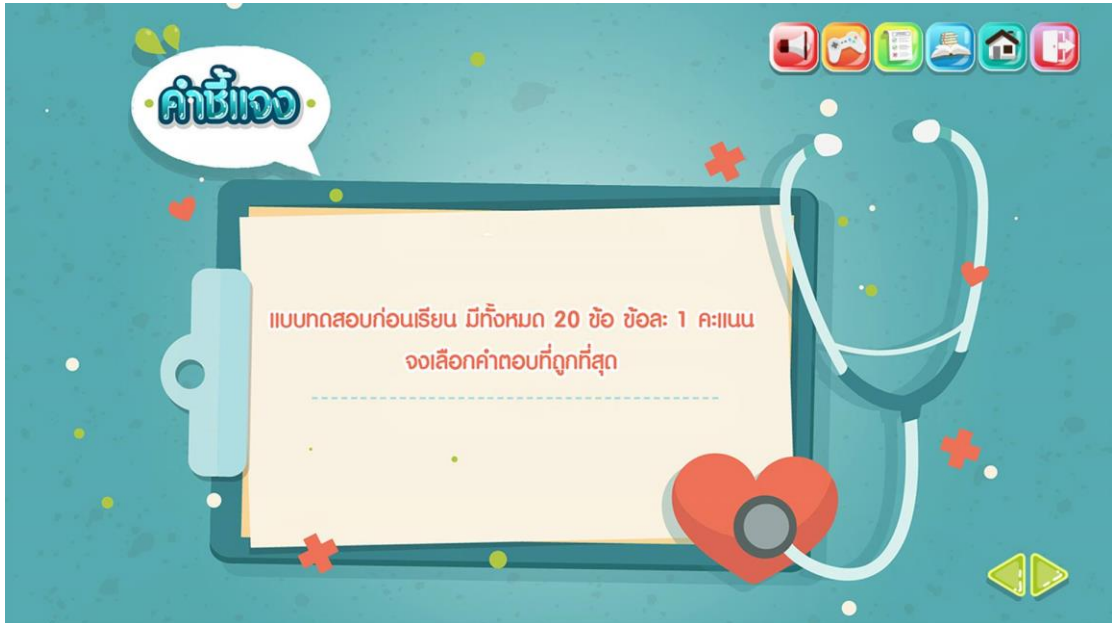 คำชี้แจง
แบบทดสอบก่อนเรียน มีทั้งหมด 20 ข้อ ข้อละ 1 คะแนน
จงเลือกคำตอบที่ถูกที่สุด